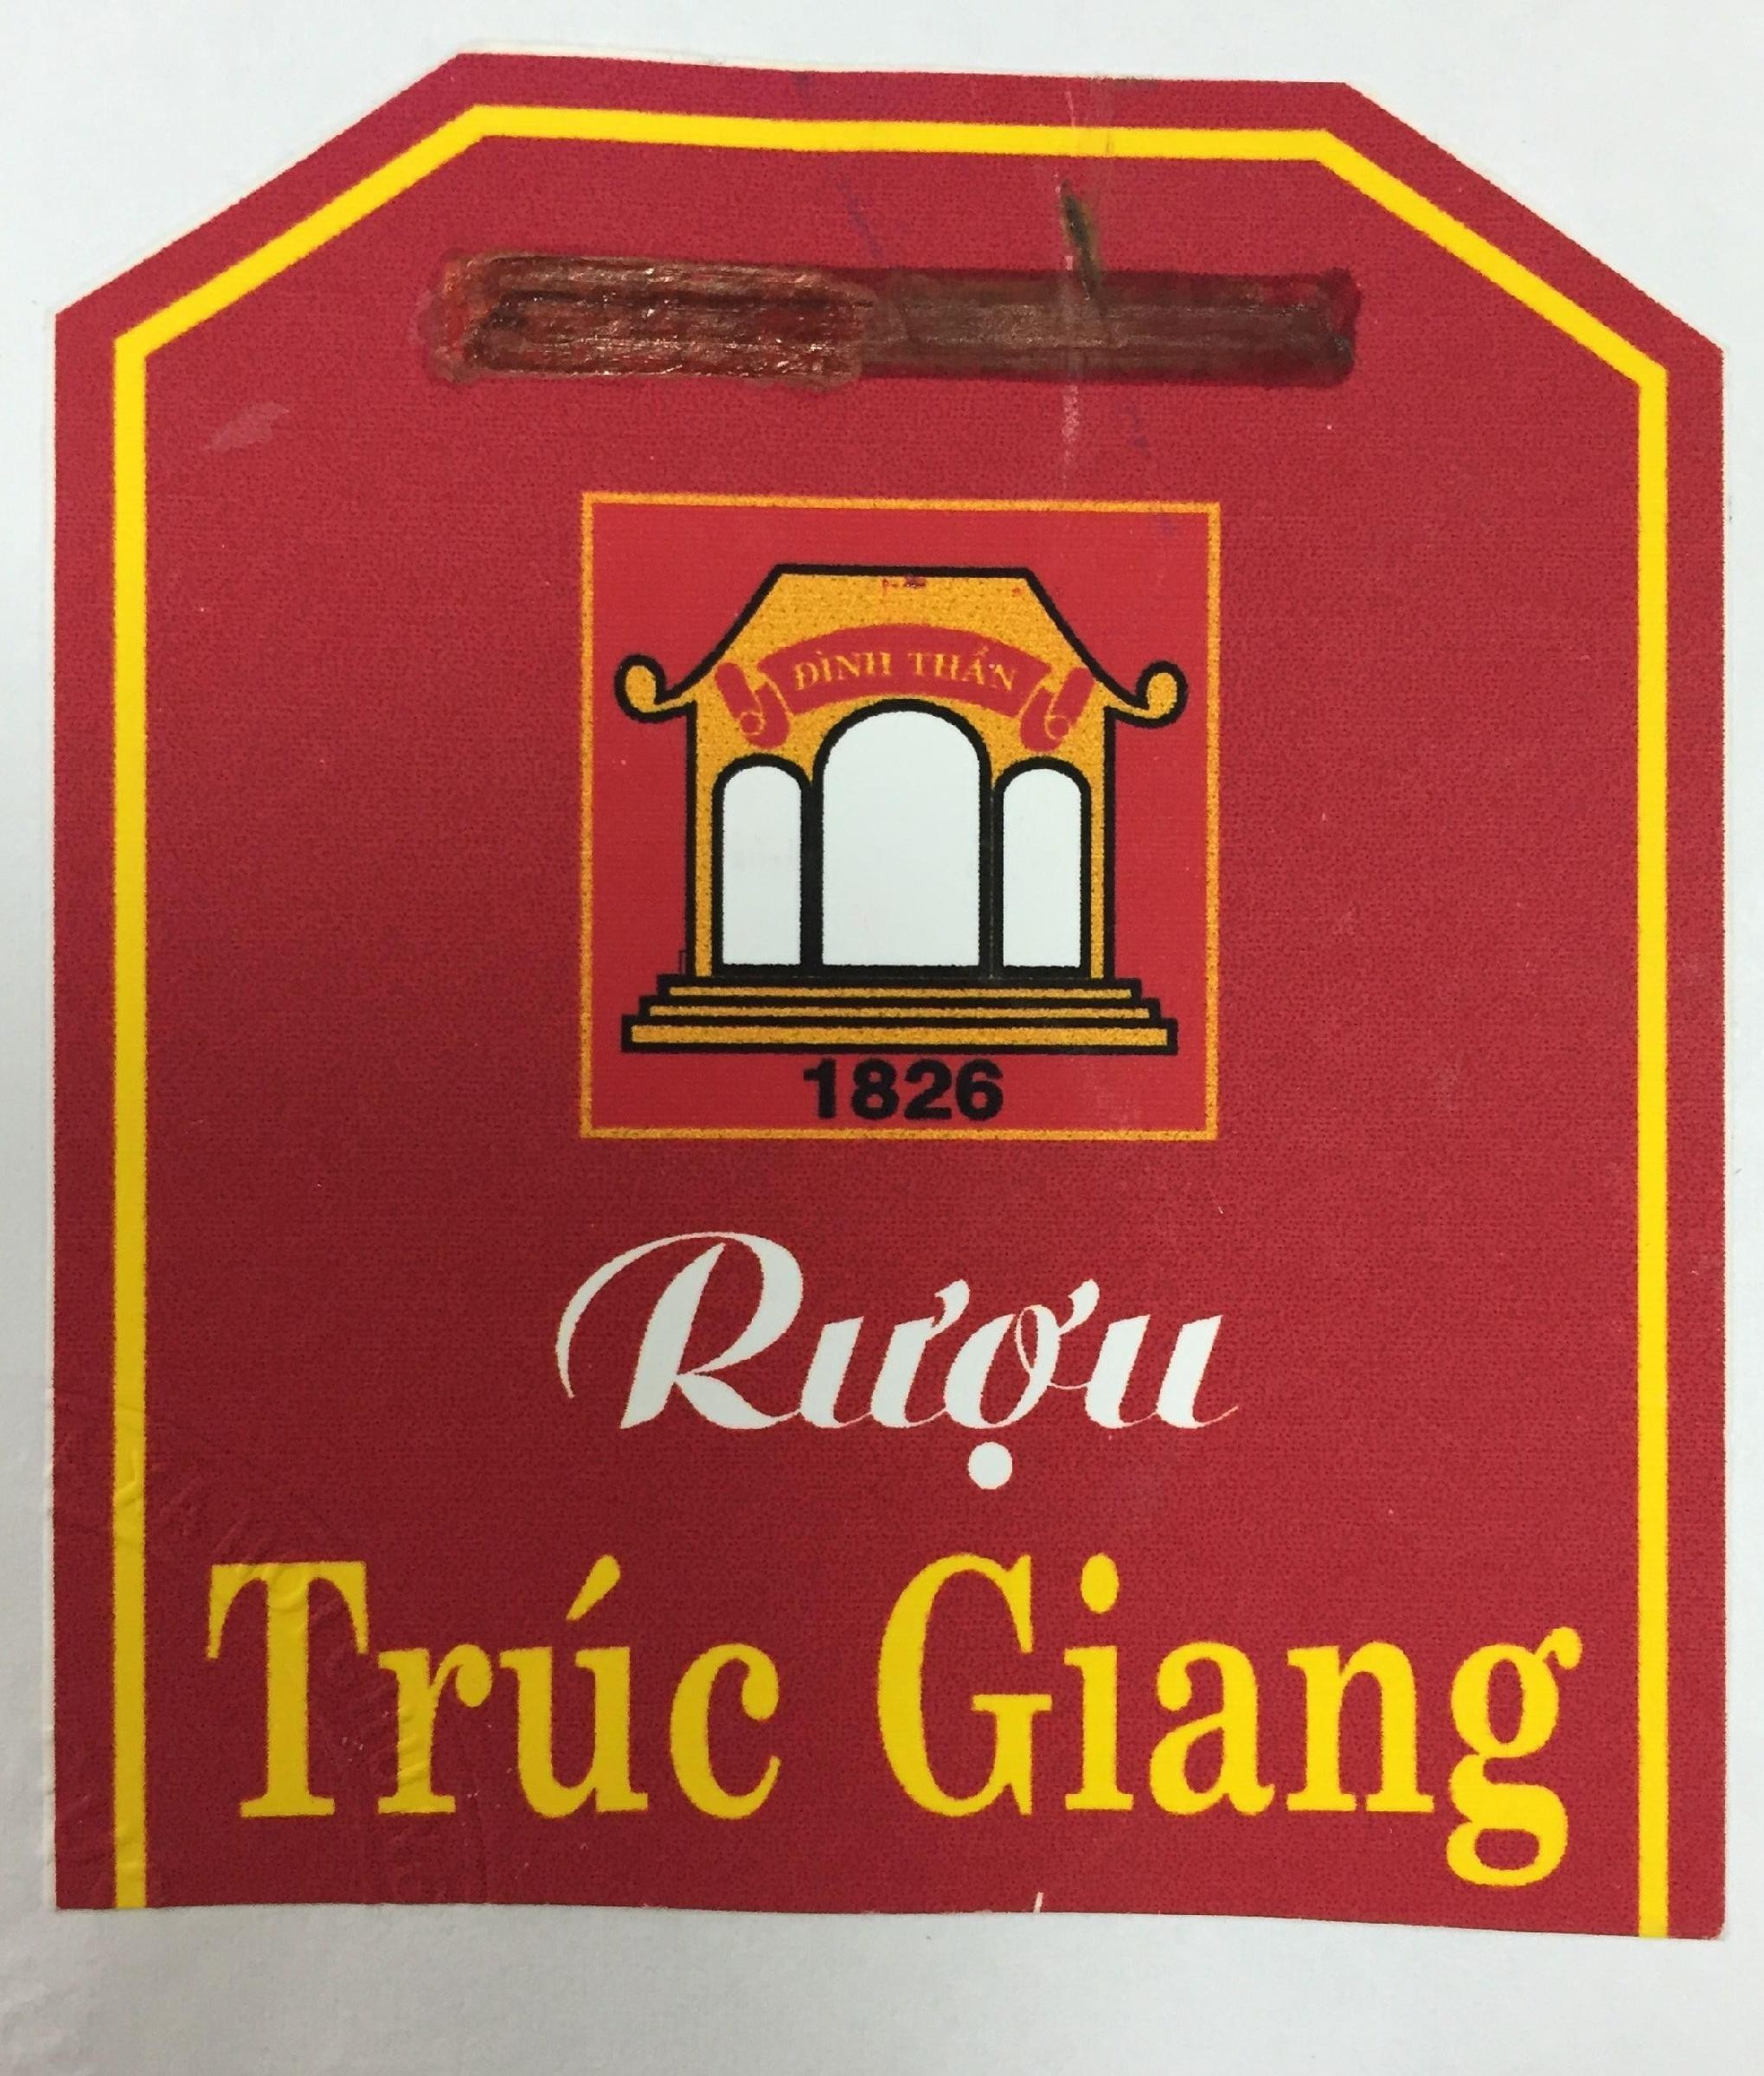 ĐÌNH THẦN
1826
Rượu
Trúc Giang